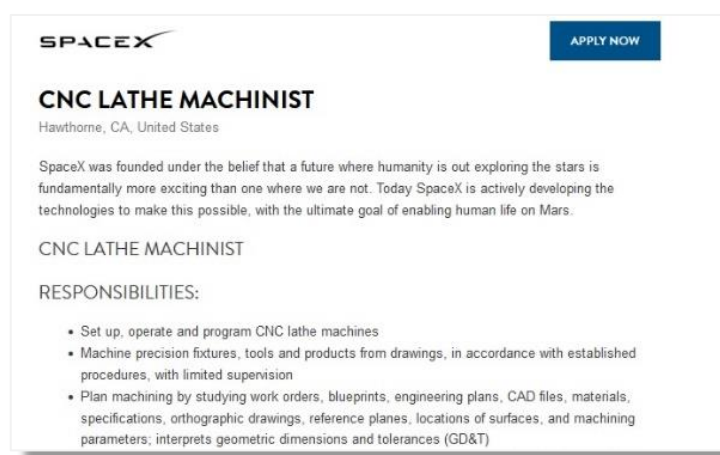 SPACEX
APPLY NOW
CNC LATHE MACHINIST
Hawthorne, CA, United States
SpaceX was founded under the belief that a future where humanity is out exploring the stars is
fundamentally more exciting than one where we are not. Today SpaceX is actively developing the
technologies to make this possible, with the ultimate goal of enabling human life on Mars.
CNC LATHE MACHINIST
RESPONSIBILITIES:
• Set up, operate and program CNC lathe machines
• Machine precision fixtures, tools and products from drawings, in accordance with established
procedures, with limited supervision
• Plan machining by studying work orders, blueprints, engineering plans, CAD files, materials,
specifications, orthographic drawings, reference planes, locations of surfaces, and machining
parameters; interprets geometric dimensions and tolerances (GD&T)